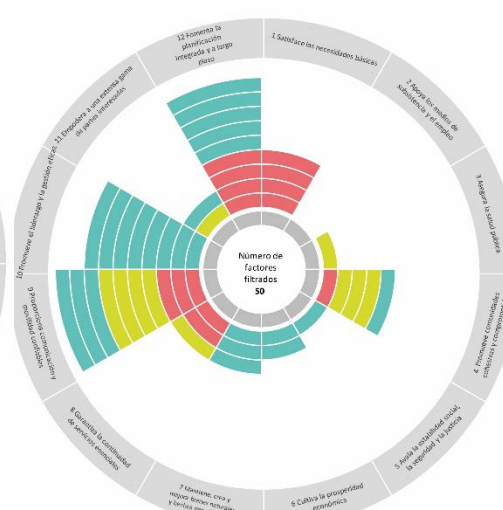 12 Fomenta la
planificación
integrada y a largo
plazo
1 Satisface las necesidades básicas
2 Apoya los medios de
subsistencia y el empleo
3 Asegura la salud pública
4 Promueve comunidades
cohesivas y comprometidas
5 Avala la estabilidad social,
la seguridad y la justicia
6 Cultiva la prosperidad
económica
7 Mantiene, crea y
mejora bienes naturales
8 Garantiza la continuidad
de servicios esenciales
9 Proporciona comunicación y
movilidad confiables
10 Promueve el liderazgo y la gestión eficaz
11 Empodera a una extensa gama
de partes interesadas
Número de
factores
filtrados
50